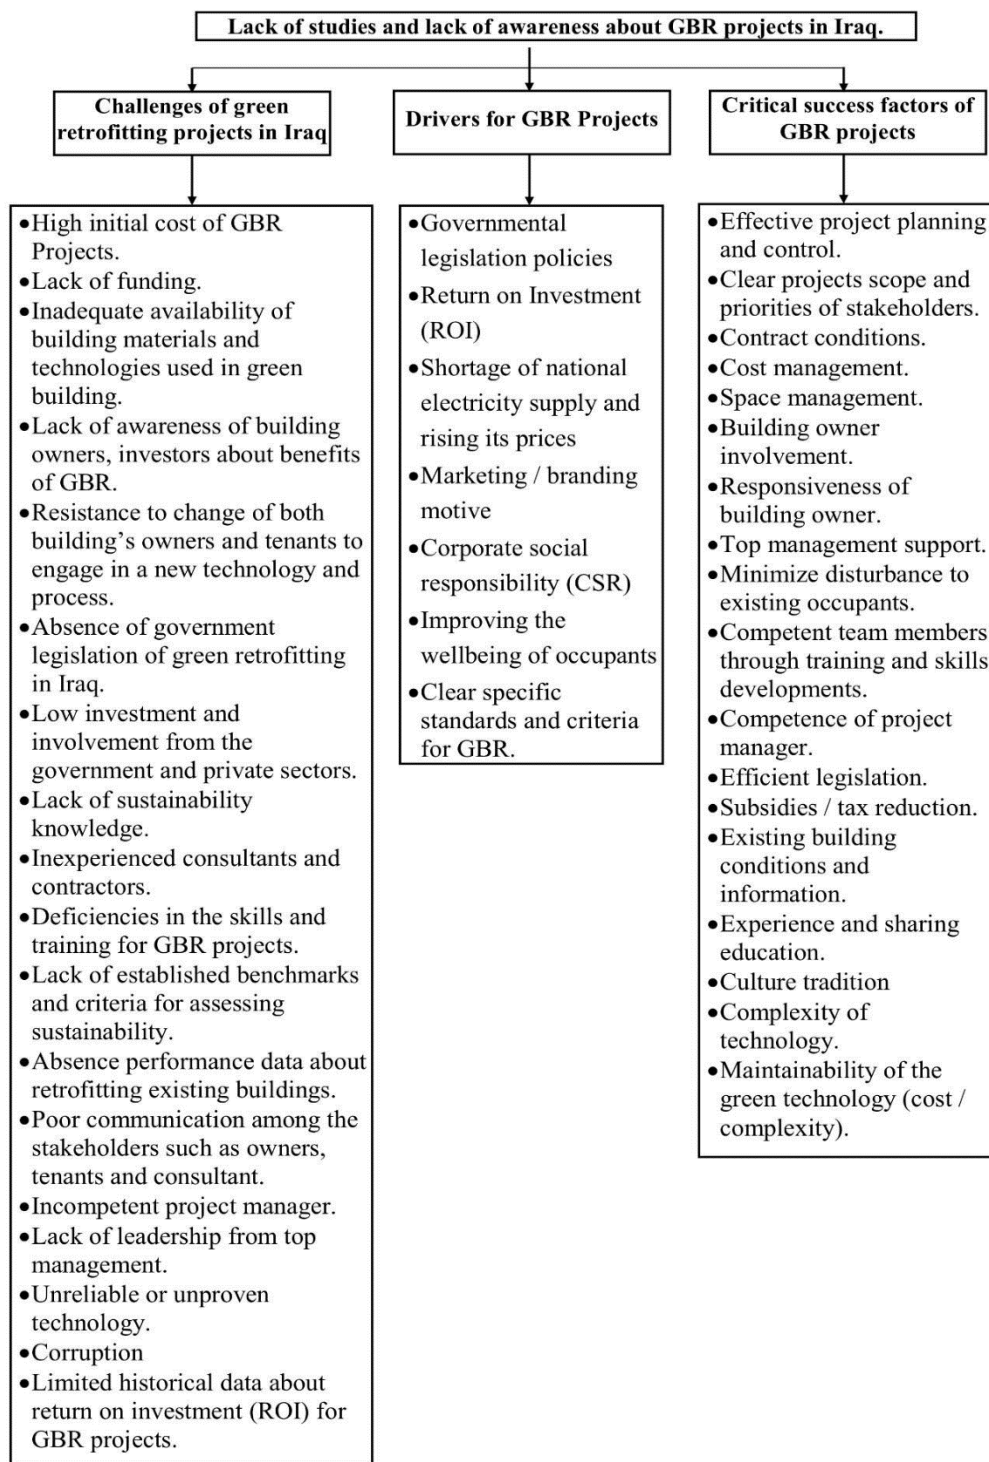 Lack of studies and lack of awareness about GBR projects in Iraq.
Challenges of green
retrofitting projects in Iraq
•High initial cost of GBR
Projects.
•Lack of funding.
•Inadequate availability of
building materials and
technologies used in green
building.
•Lack of awareness of building
owners, investors about benefits
of GBR.
•Resistance to change of both
building’s owners and tenants to
engage in a new technology and
process.
•Absence of government
legislation of green retrofitting
in Iraq.
•Low investment and
involvement from the
government and private sectors.
•Lack of sustainability
knowledge.
•Inexperienced consultants and
contractors.
•Deficiencies in the skills and
training for GBR projects.
•Lack of established benchmarks
and criteria for assessing
sustainability.
•Absence performance data about
retrofitting existing buildings.
•Poor communication among the
stakeholders such as owners,
tenants and consultant.
•Incompetent project manager.
•Lack of leadership from top
management.
•Unreliable or unproven
technology.
•Corruption
•Limited historical data about
return on investment (ROI) for
GBR projects.
Drivers for GBR Projects
•Governmental
legislation policies
•Return on Investment
(ROI)
•Shortage of national
electricity supply and
rising its prices
•Marketing / branding
motive
•Corporate social
responsibility (CSR)
•Improving the
wellbeing of occupants
•Clear specific
standards and criteria
for GBR.
Critical success factors of
GBR projects
•Effective project planning
and control.
•Clear projects scope and
priorities of stakeholders.
•Contract conditions.
•Cost management.
•Space management.
•Building owner
involvement.
•Responsiveness of
building owner.
•Top management support.
•Minimize disturbance to
existing occupants.
•Competent team members
through training and skills
developments.
•Competence of project
manager.
•Efficient legislation.
•Subsidies / tax reduction.
•Existing building
conditions and
information.
•Experience and sharing
education.
•Culture tradition
•Complexity of
technology.
•Maintainability of the
green technology (cost /
complexity).